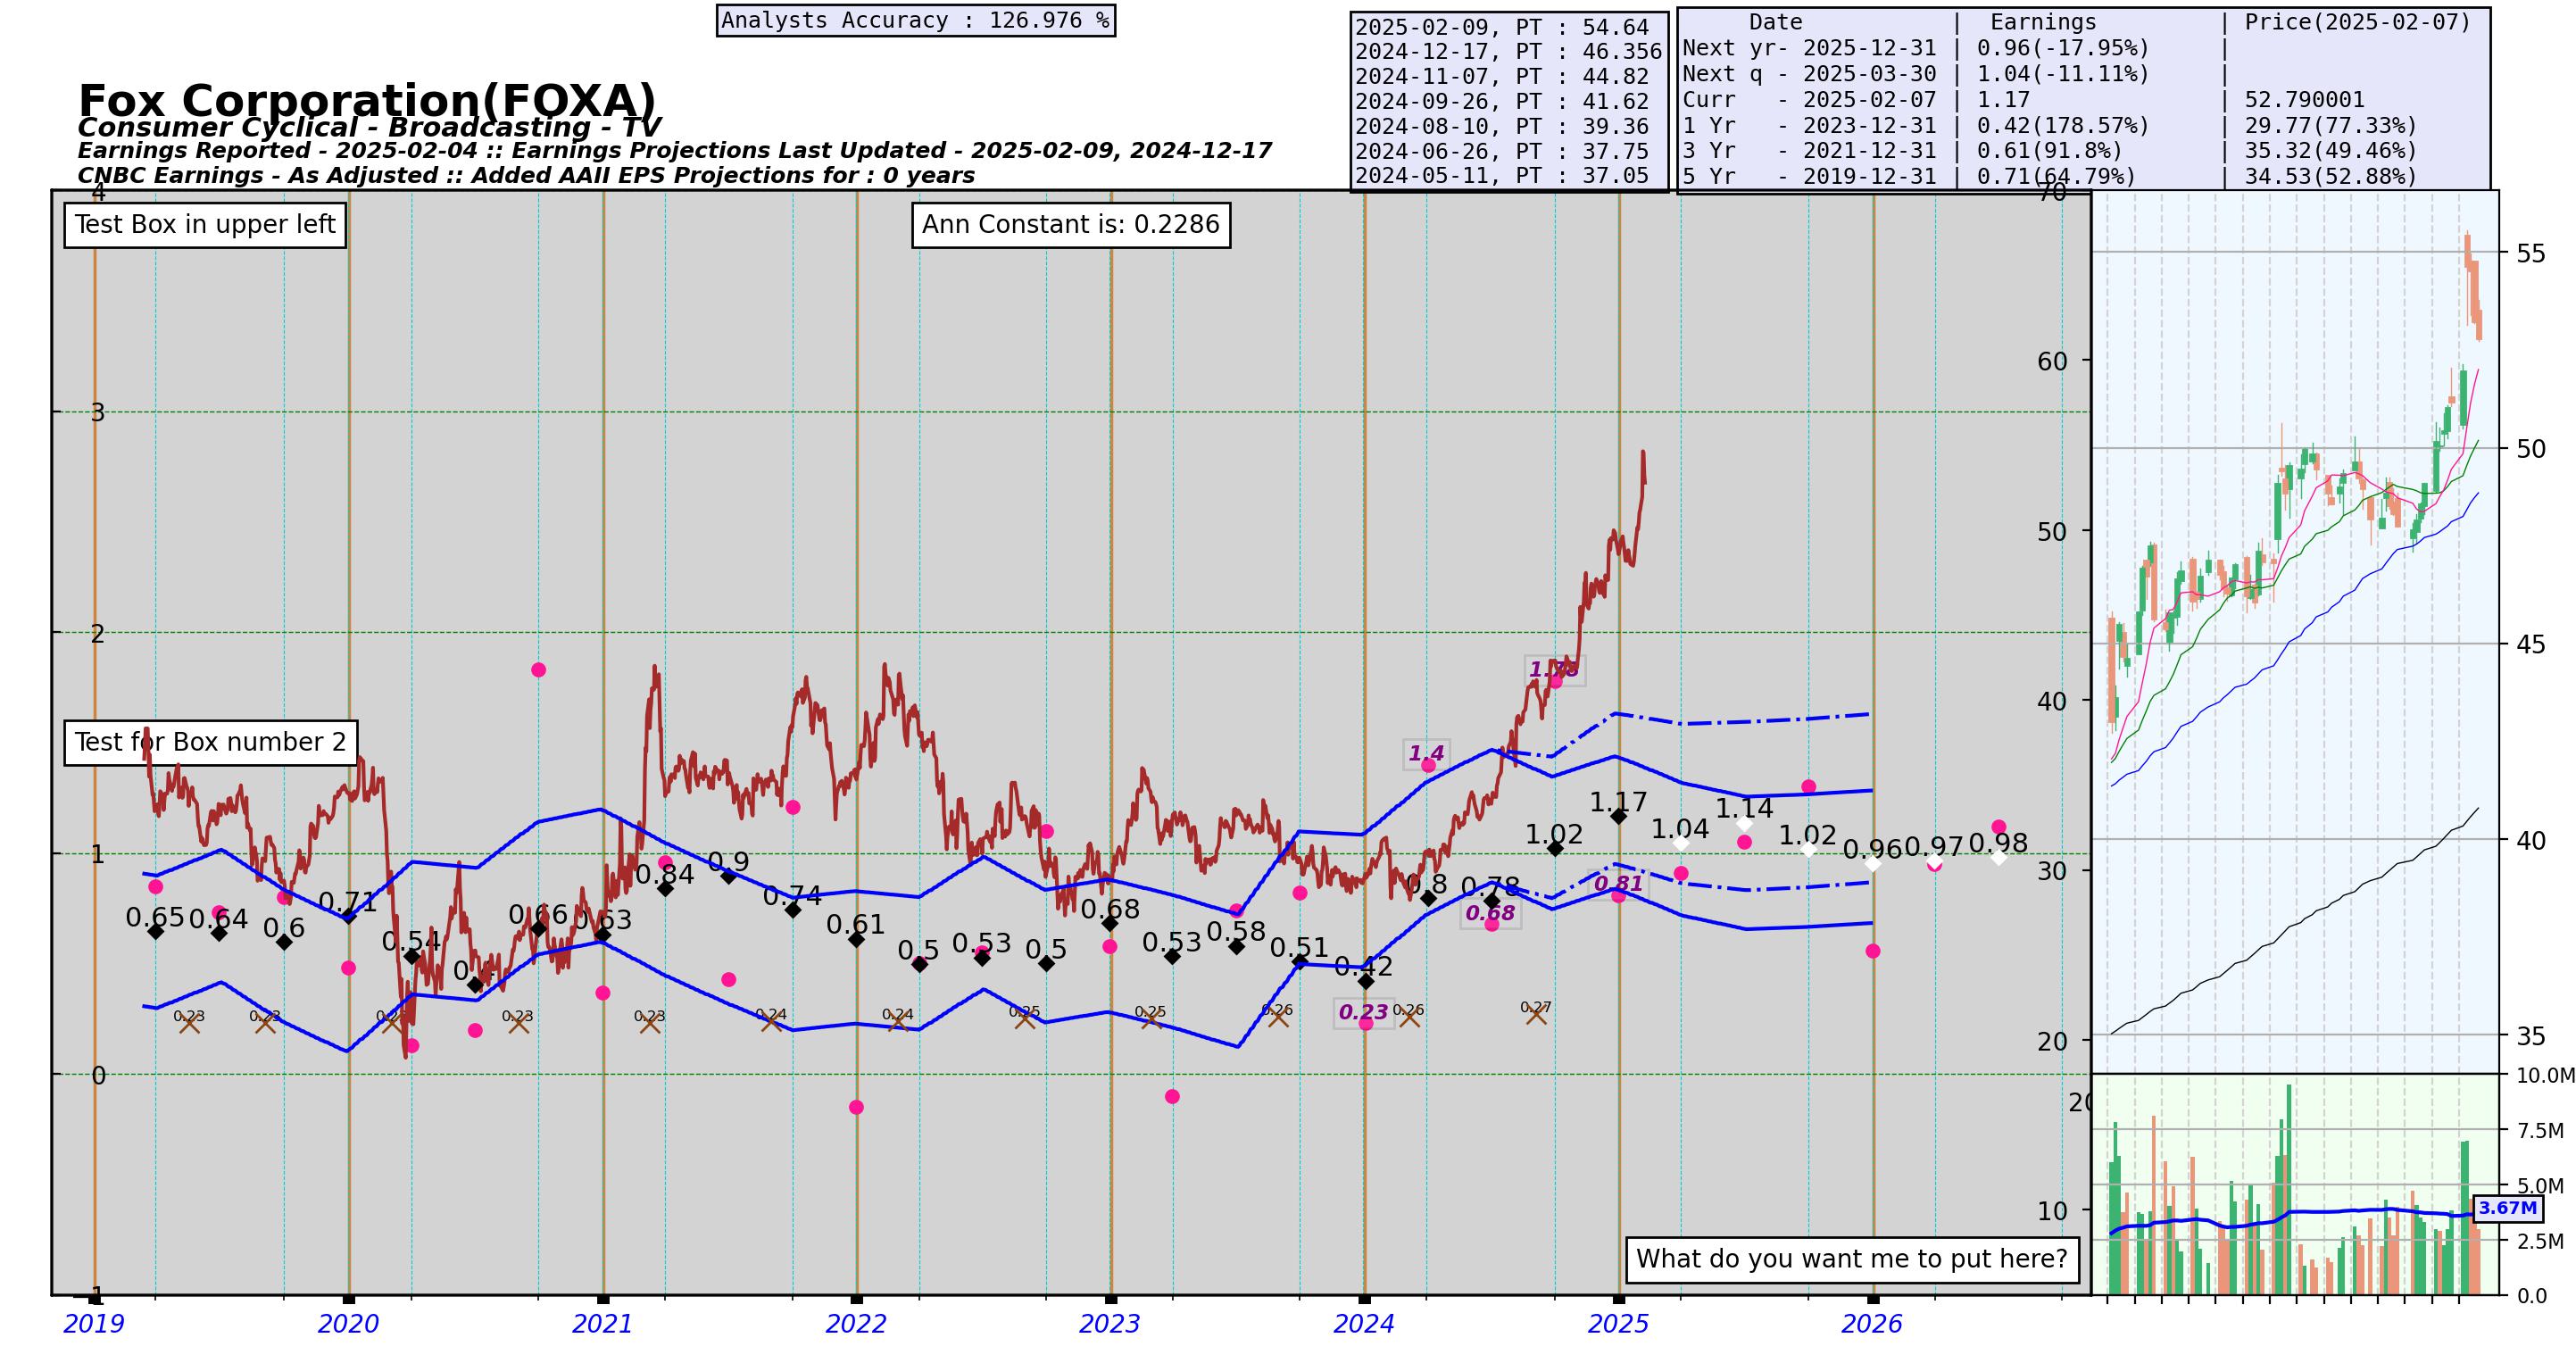 Analysts Accuracy : 126.976 %
2025-02-09, PT : 54.64
2024-12-17, PT : 46.356
2024-11-07, PT : 44.82
2024-09-26, PT : 41.62
2024-08-10, PT : 39.36
2024-06-26, PT : 37.75
2024-05-11, PT : 37.05
Date | Earnings | Price(2025-02-07)
Next yr- 2025-12-31 | 0.96(-17.95%) |
Next q - 2025-03-30 | 1.04(-11.11%) |
Curr - 2025-02-07 | 1.17 | 52.790001
1 Yr - 2023-12-31 | 0.42(178.57%) | 29.77(77.33%)
3 Yr - 2021-12-31 | 0.61(91.8%) | 35.32(49.46%)
5 Yr - 2019-12-31 | 0.71(64.79%) | 34.53(52.88%)
Fox Corporation(FOXA)
Consumer Cyclical - Broadcasting - TV
Earnings Reported - 2025-02-04 :: Earnings Projections Last Updated - 2025-02-09, 2024-12-17
CNBC Earnings - As Adjusted :: Added AAII EPS Projections for : 0 years
4
70
Test Box in upper left
Ann Constant is: 0.2286
55
60
3
50
50
2
45
1.78
40
Test for Box number 2
1.4
1.17
1.14
1.02
1.04
1.02
0.96
0.97
0.98
40
1
30
0.9
0.84
0.74
0.8
0.78
0.81
0.71
0.65
0.64
0.6
0.66
0.63
0.61
0.68
0.68
0.54
0.4
0.5
0.53
0.5
0.53
0.58
0.51
0.42
0.23
0.23
0.23
0.23
0.23
0.24
0.24
0.25
0.25
0.26
0.23
0.26
0.27
20
35
0
10.0M
20
7.5M
5.0M
3.67M
10
2.5M
What do you want me to put here?
-1
0.0
2019
2020
2021
2022
2023
2024
2025
2026